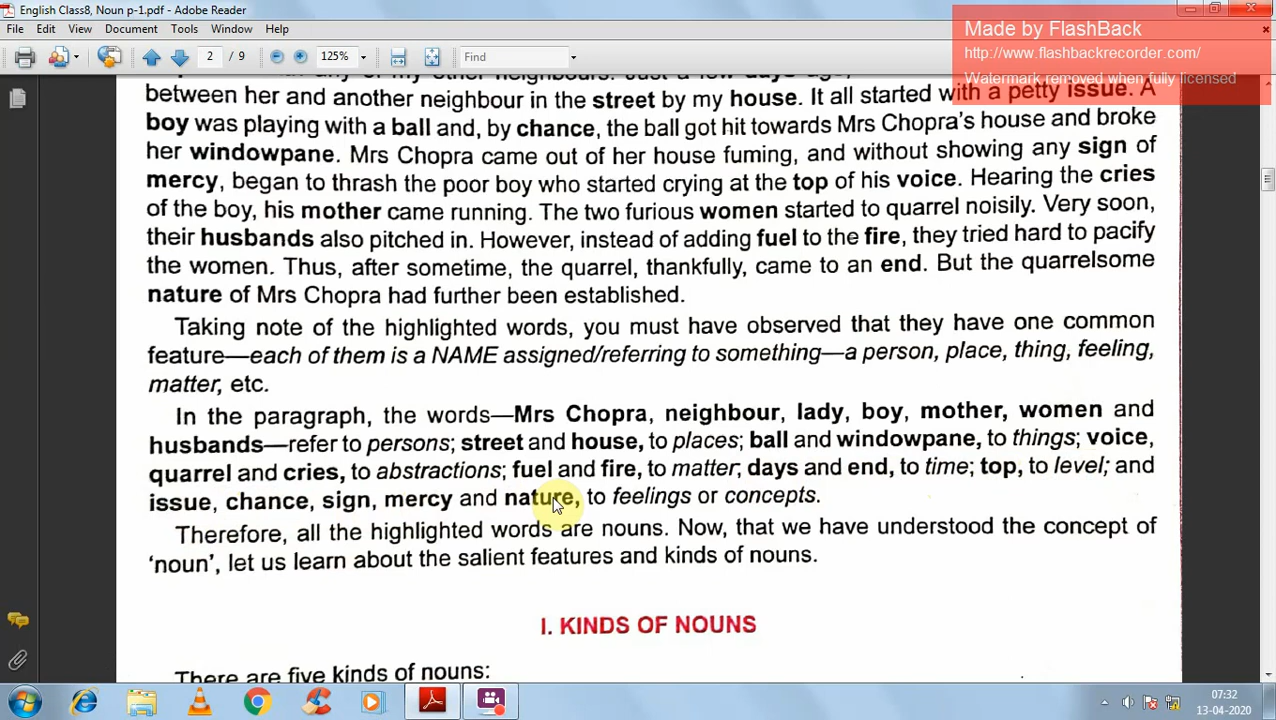 English Class8, Noun p-1.pdf - Adobe Reader
Made by FlashBack
File Edit View Document Tools Window Help
http://www.flashbackrecorder.com/
2 / 9 125% Find
Watermark removed when fully licensed
any of my other neighbours. Just a few days ago,
between her and another neighbour in the street by my house. It all started with a petty issue. A
boy was playing with a ball and, by chance, the ball got hit towards Mrs Chopra's house and broke
her windowpane. Mrs Chopra came out of her house fuming, and without showing any sign of
mercy, began to thrash the poor boy who started crying at the top of his voice. Hearing the cries
of the boy, his mother came running. The two furious women started to quarrel noisily. Very soon,
their husbands also pitched in. However, instead of adding fuel to the fire, they tried hard to pacify
the women. Thus, after sometime, the quarrel, thankfully, came to an end. But the quarrelsome
nature of Mrs Chopra had further been established.
Taking note of the highlighted words, you must have observed that they have one common
feature—each of them is a NAME assigned/referring to something—a person, place, thing, feeling,
matter, etc.
In the paragraph, the words—Mrs Chopra, neighbour, lady, boy, mother, women and
husbands—refer to persons; street and house, to places; ball and windowpane, to things; voice,
quarrel and cries, to abstractions; fuel and fire, to matter; days and end, to time; top, to level; and
issue, chance, sign, mercy and nature, to feelings or concepts.
Therefore, all the highlighted words are nouns. Now, that we have understood the concept of
'noun', let us learn about the salient features and kinds of nouns.
I. KINDS OF NOUNS
There are five kinds of nouns:
07:32
13-04-2020